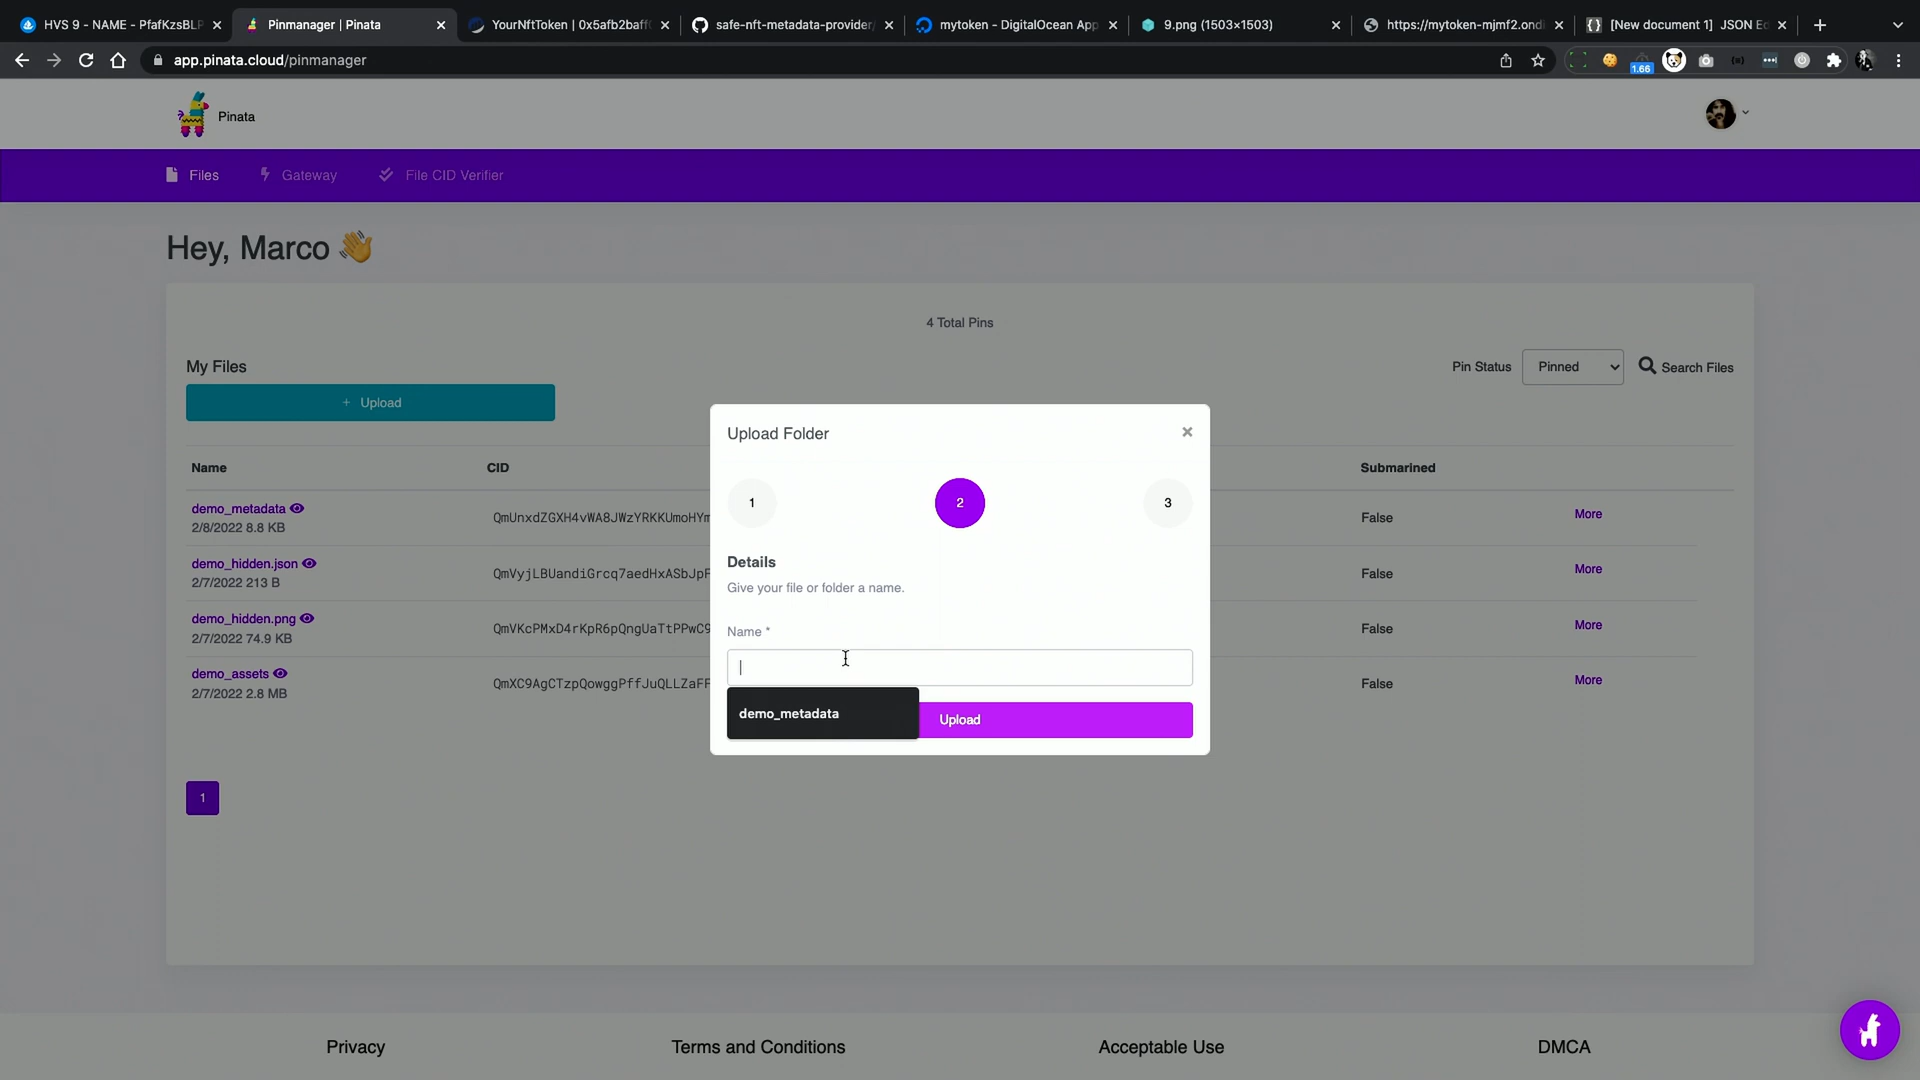 HVS 9 - NAME - PfafKzsBLP
Pinmanager | Pinata
YourNftToken | 0x5afb2baff
safe-nft-metadata-provider/
mytoken - DigitalOcean App
9.png (1503×1503)
https://mytoken-mjmf2.ondi
[New document 1] JSON Ed
app.pinata.cloud/pinmanager
1.66
Pinata
Files
Gateway
File CID Verifier
Hey, Marco 👋
4 Total Pins
My Files
Pin Status
Pinned
Search Files
+ Upload
Name
CID
Submarined
demo_metadata
2/8/2022 8.8 KB
QmUnxdZGXH4vWA8JWzYRKKUmoHYm
False
More
demo_hidden.json
2/7/2022 213 B
QmVyjLBUandiGrcq7aedHxASbJpF
False
More
demo_hidden.png
2/7/2022 74.9 KB
QmVKcPMxD4rKpR6pQngUaTtPPwC9
False
More
demo_assets
2/7/2022 2.8 MB
QmXC9AgCTzpQowggPffJuQLLZaFF
False
More
1
Upload Folder
×
1
2
3
Details
Give your file or folder a name.
Name *
demo_metadata
Upload
Privacy
Terms and Conditions
Acceptable Use
DMCA